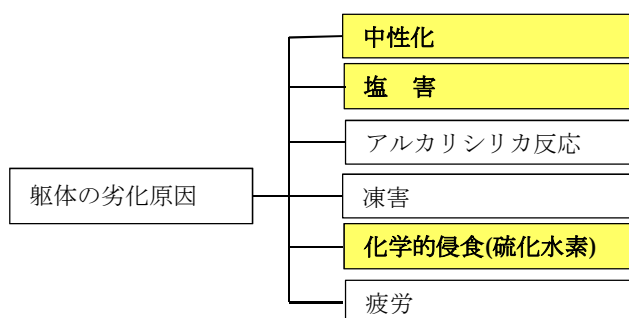 中性化
塩　害
アルカリシリカ反応
躯体の劣化原因
凍害
化学的侵食(硫化水素)
疲労